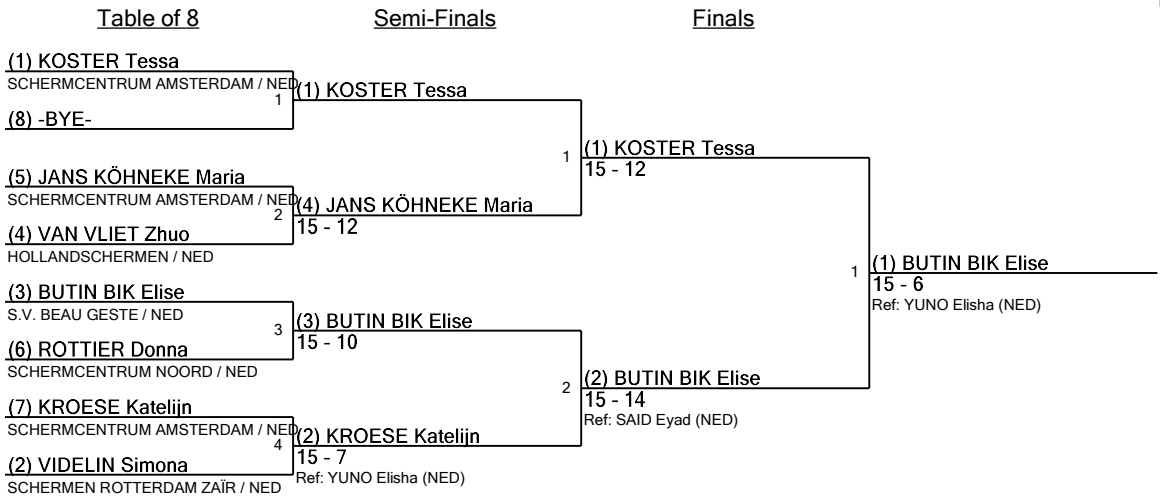 Table of 8
Semi-Finals
Finals
(1) KOSTER Tessa
SCHERMCENTRUM AMSTERDAM / NED
1
(1) KOSTER Tessa
(8) -BYE-
1
(1) KOSTER Tessa
15 - 12
(5) JANS KÖHNEKE Maria
SCHERMCENTRUM AMSTERDAM / NED
2
(4) JANS KÖHNEKE Maria
15 - 12
(4) VAN VLIET Zhuo
HOLLANDSCHERMEN / NED
1
(1) BUTIN BIK Elise
15 - 6
Ref: YUNO Elisha (NED)
(3) BUTIN BIK Elise
S.V. BEAU GESTE / NED
3
(3) BUTIN BIK Elise
15 - 10
(6) ROTTIER Donna
SCHERMCENTRUM NOORD / NED
2
(2) BUTIN BIK Elise
15 - 14
Ref: SAID Eyad (NED)
(7) KROESE Katelijn
SCHERMCENTRUM AMSTERDAM / NED
4
(2) KROESE Katelijn
15 - 7
Ref: YUNO Elisha (NED)
(2) VIDELIN Simona
SCHERMEN ROTTERDAM ZAÏR / NED